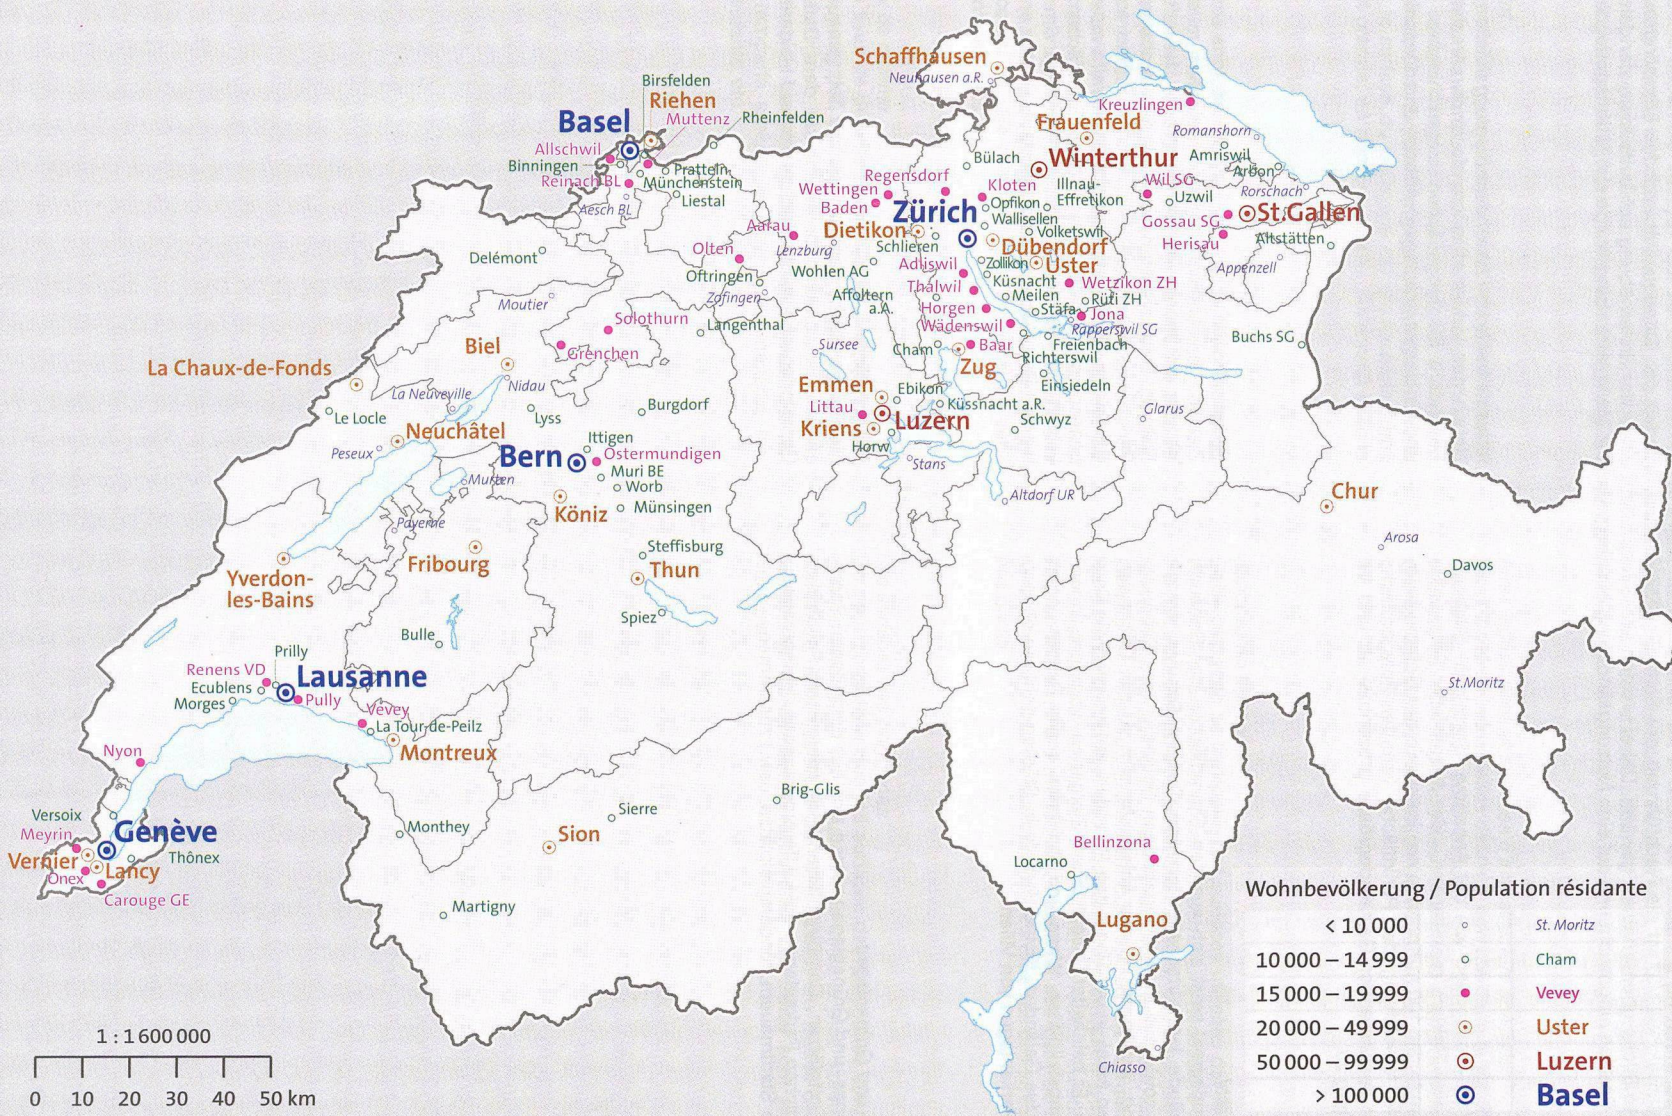 Schaffhausen
Neuhausen a.R.
Birsfelden
Riehen
Muttenz
Basel
Rheinfelden
Kreuzlingen
Frauenfeld
Romanshorn
Allschwil
Binningen
Pratteln
Reinach BL
Münchenstein
Liestal
Aesch BL
Bülach
Winterthur
Amriswil
Arbon
Regensdorf
Wettingen
Baden
Kloten
Illnau-
Effretikon
Wil SG
Uzwil
Rorschach
Opfikon
Zürich
Wallisellen
Gossau SG
St.Gallen
Aarau
Dietikon
Volketswil
Herisau
Altstätten
Olten
Lenzburg
Schlieren
Dübendorf
Delémont
Wohlen AG
Adliswil
Zollikon
Uster
Appenzell
Oftringen
Küsnacht
Wetzikon ZH
Zofingen
Affoltern
a.A.
Thalwil
Meilen
Rüti ZH
Moutier
Horgen
Stäfa
Jona
Solothurn
Langenthal
Wädenswil
Rapperswil SG
Buchs SG
Biel
Grenchen
Sursee
Cham
Baar
Freienbach
Richterswil
La Chaux-de-Fonds
Zug
Nidau
Emmen
Ebikon
Einsiedeln
La Neuveville
Littau
Küssnacht a.R.
Le Locle
Lyss
Burgdorf
Luzern
Schwyz
Glarus
Neuchâtel
Kriens
Ittigen
Horw
Peseux
Bern
Ostermundigen
Stans
Muri BE
Murten
Worb
Altdorf UR
Chur
Köniz
Münsingen
Payerne
Arosa
Steffisburg
Fribourg
Thun
Davos
Yverdon-
les-Bains
Spiez
Bulle
Prilly
Renens VD
Lausanne
Ecublens
Morges
Pully
St.Moritz
Vevey
La Tour-de-Peilz
Nyon
Montreux
Brig-Glis
Sierre
Versoix
Monthey
Sion
Meyrin
Genève
Bellinzona
Vernier
Thônex
Locarno
Onex
Lancy
Carouge GE
Martigny
Lugano
Chiasso
Wohnbevölkerung / Population résidante
< 10 000 St. Moritz
10 000 – 14 999 Cham
15 000 – 19 999 Vevey
20 000 – 49 999 Uster
50 000 – 99 999 Luzern
> 100 000 Basel
1 : 1 600 000
0 10 20 30 40 50 km